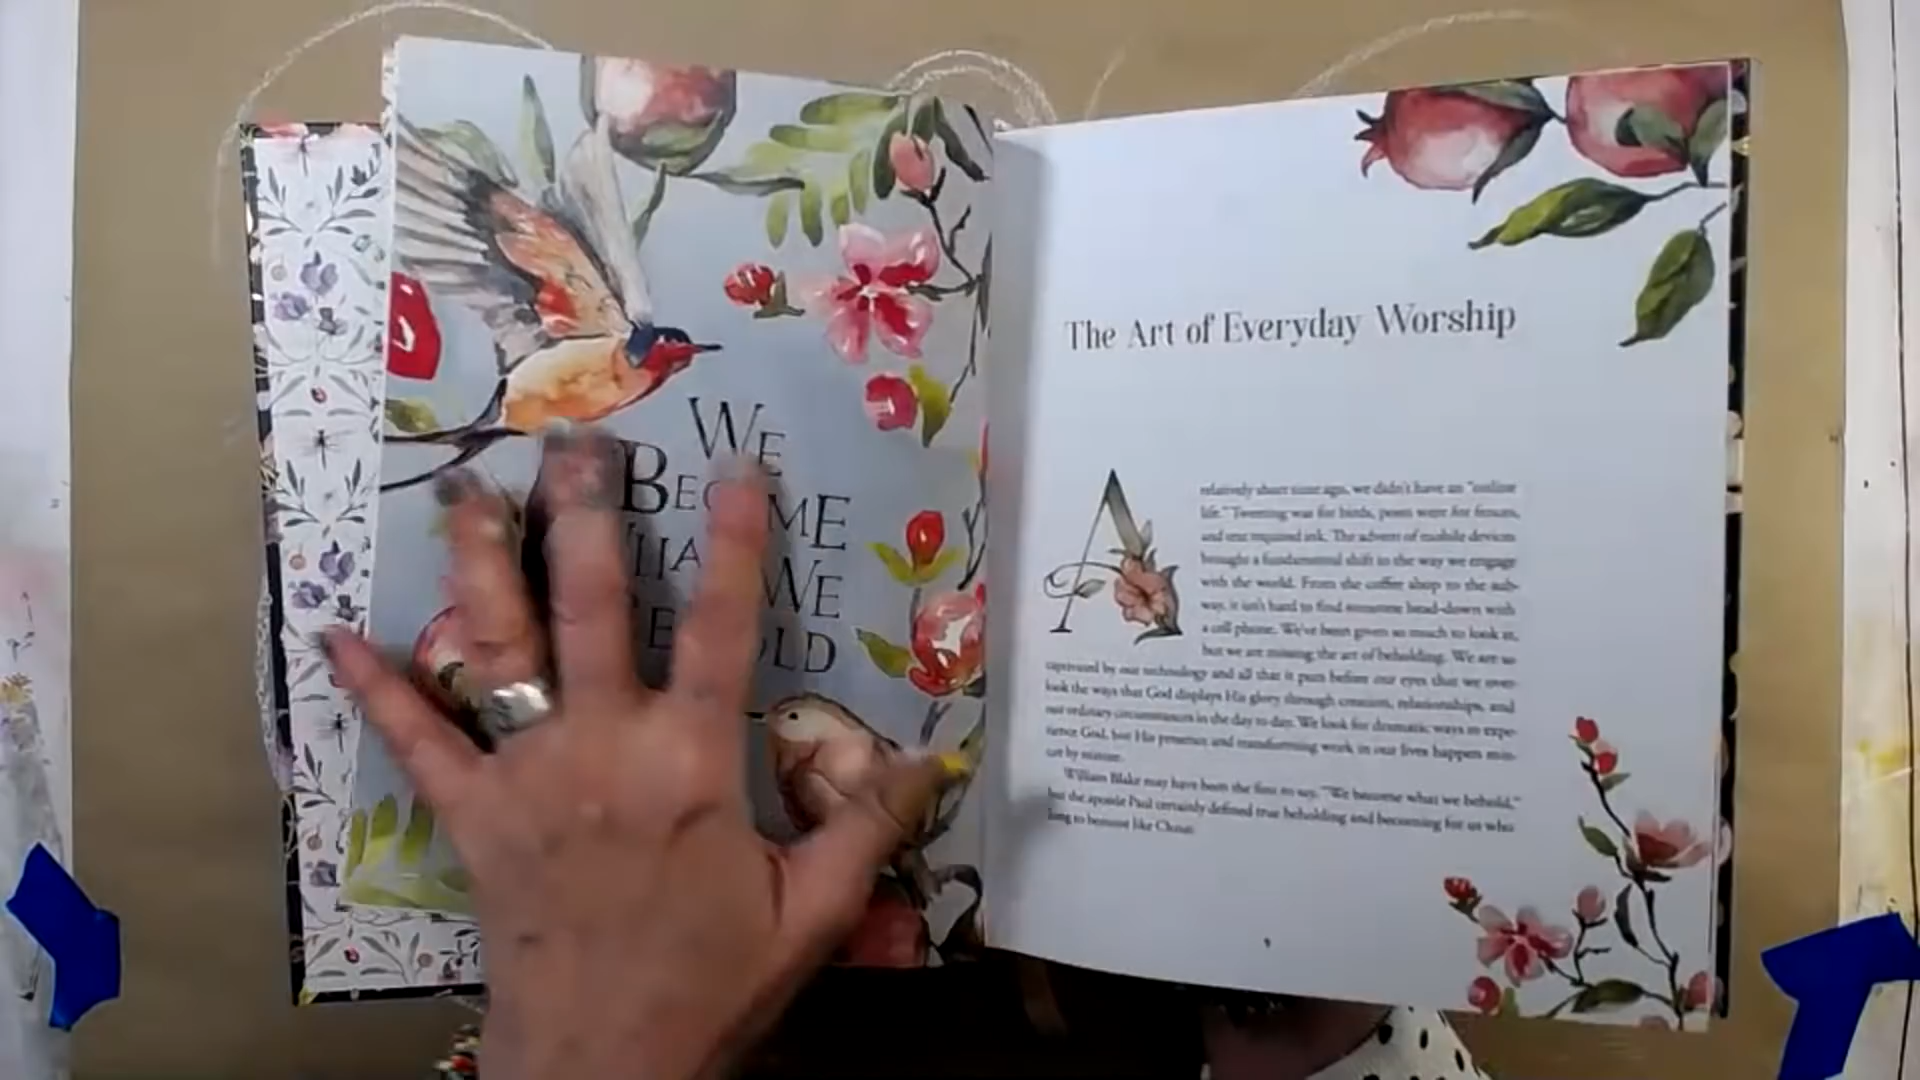 WE
BECOME
WHAT WE
BEHOLD
The Art of Everyday Worship
A relatively short time ago, we didn't have an "online
life." Tweeting was for birds, posts were for fences,
and text required ink. The advent of mobile devices
brought a fundamental shift to the way we engage
with the world. From the coffee shop to the sub-
way, it isn't hard to find someone head-down with
a cell phone. We've been given so much to look at,
but we are missing the art of beholding. We are so
captivated by our technology and all that it puts before our eyes that we over-
look the ways that God displays His glory through creation, relationships, and
our ordinary circumstances in the day to day. We look for dramatic ways to expe-
rience God, but His presence and transforming work in our lives happen min-
ute by minute.
William Blake may have been the first to say, "We become what we behold,"
but the apostle Paul certainly defined true beholding and becoming for us who
long to become like Christ:
9